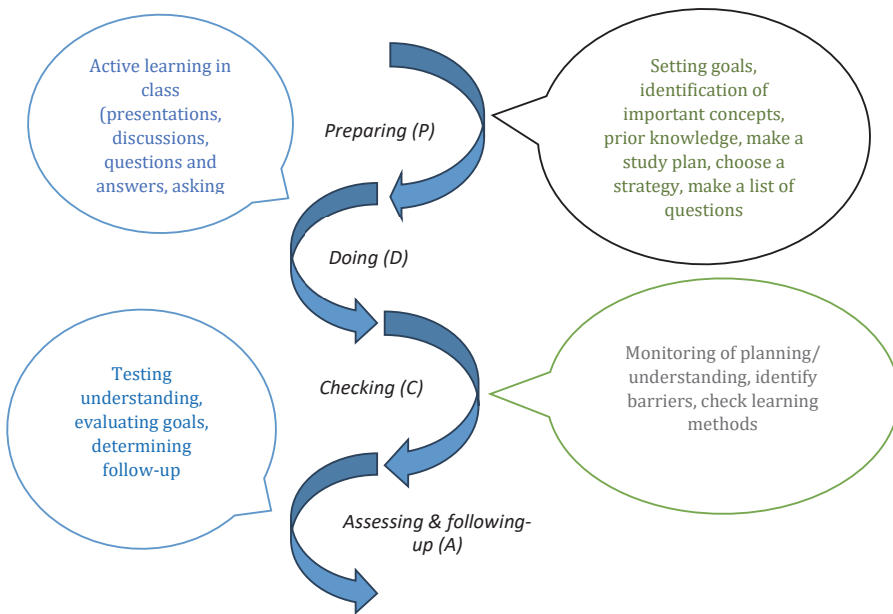 Active learning in
class
(presentations,
discussions,
questions and
answers, asking
Preparing (P)
Setting goals,
identification of
important concepts,
prior knowledge, make a
study plan, choose a
strategy, make a list of
questions
Doing (D)
Checking (C)
Monitoring of planning/
understanding, identify
barriers, check learning
methods
Testing
understanding,
evaluating goals,
determining
follow-up
Assessing & following-
up (A)